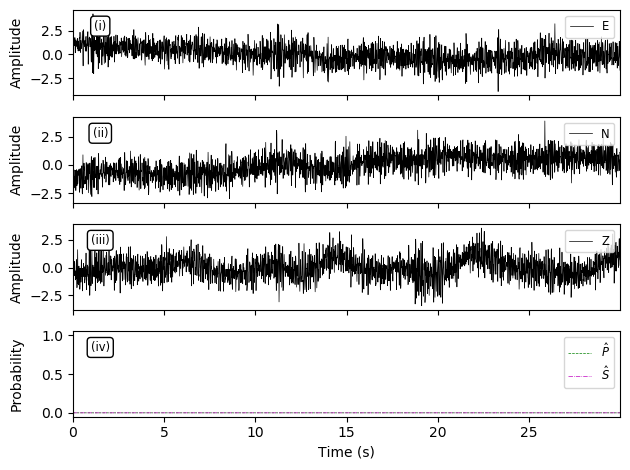 Amplitude
2.5
0.0
−2.5
(i)
E
Amplitude
2.5
0.0
−2.5
(ii)
N
Amplitude
2.5
0.0
−2.5
(iii)
Z
Probability
1.0
0.5
0.0
(iv)
P̂
Ŝ
0 5 10 15 20 25
Time (s)